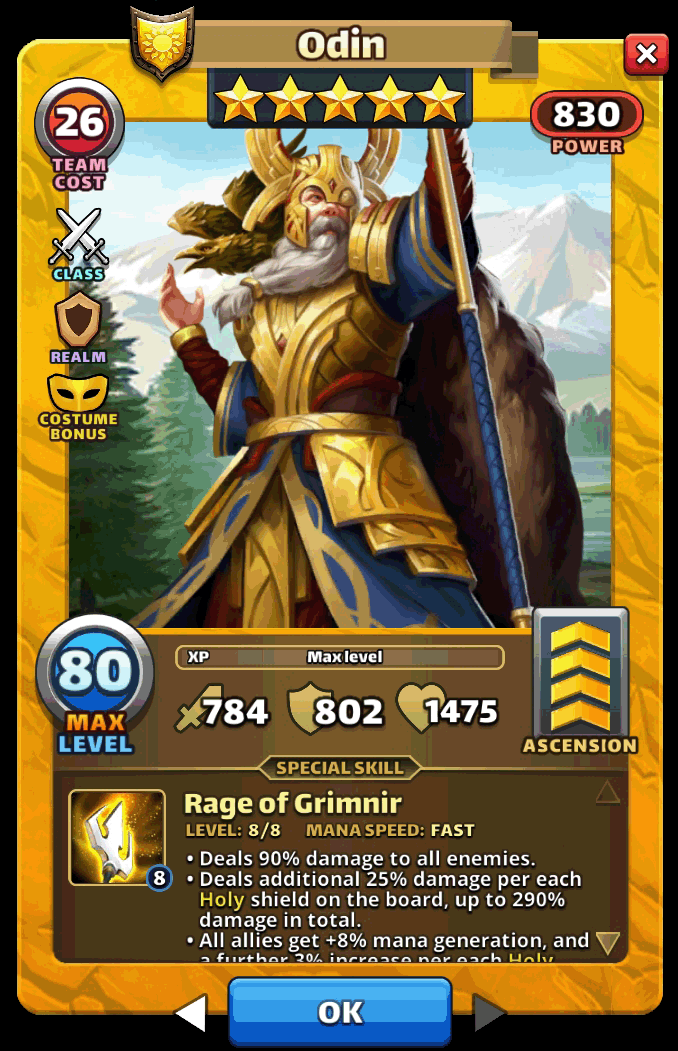 Odin
26
TEAM
COST
830
POWER
CLASS
REALM
COSTUME
BONUS
80
MAX
LEVEL
XP Max level
784 802 1475
ASCENSION
SPECIAL SKILL
Rage of Grimnir
LEVEL: 8/8 MANA SPEED: FAST
8
• Deals 90% damage to all enemies.
• Deals additional 25% damage per each
Holy shield on the board, up to 290%
damage in total.
• All allies get +8% mana generation, and
a further 3% increase per each Holy
OK